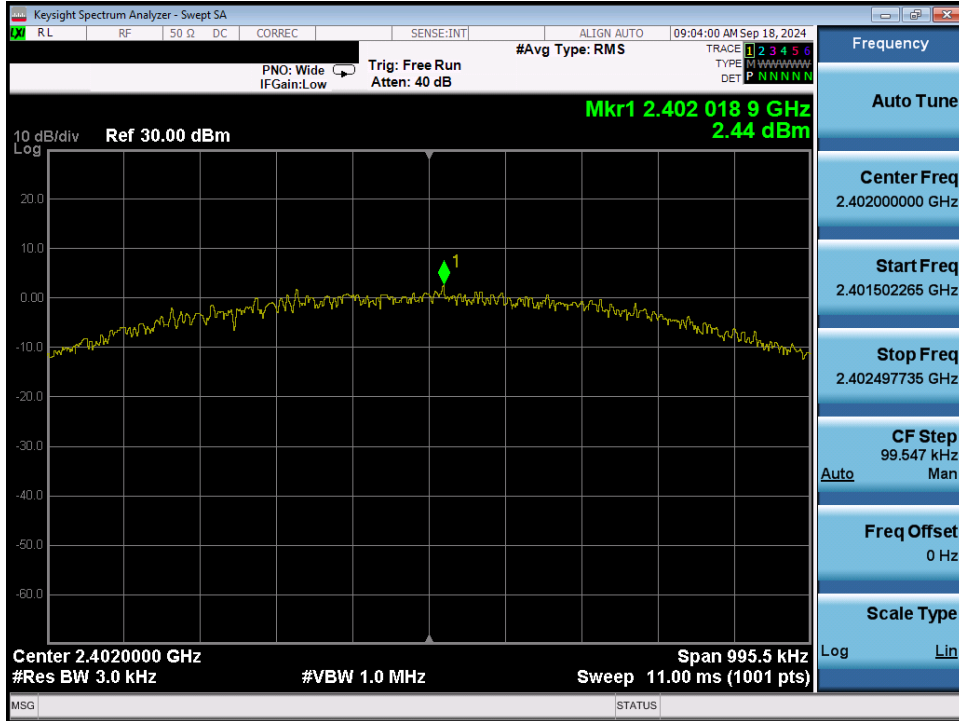 Keysight Spectrum Analyzer - Swept SA
LXI RL RF 50 Ω DC CORREC SENSE:INT ALIGN AUTO 09:04:00 AM Sep 18, 2024
PNO: Wide
IFGain:Low
Trig: Free Run
Atten: 40 dB
#Avg Type: RMS
TRACE 1 2 3 4 5 6
TYPE M WWWWW
DET P N N N N N
Mkr1 2.402 018 9 GHz
2.44 dBm
10 dB/div Ref 30.00 dBm
Log
20.0
10.0
0.00
-10.0
-20.0
-30.0
-40.0
-50.0
-60.0
1
Center 2.4020000 GHz Span 995.5 kHz
#Res BW 3.0 kHz #VBW 1.0 MHz Sweep 11.00 ms (1001 pts)
MSG STATUS
Frequency
Auto Tune
Center Freq
2.402000000 GHz
Start Freq
2.401502265 GHz
Stop Freq
2.402497735 GHz
CF Step
99.547 kHz
Auto Man
Freq Offset
0 Hz
Scale Type
Log Lin